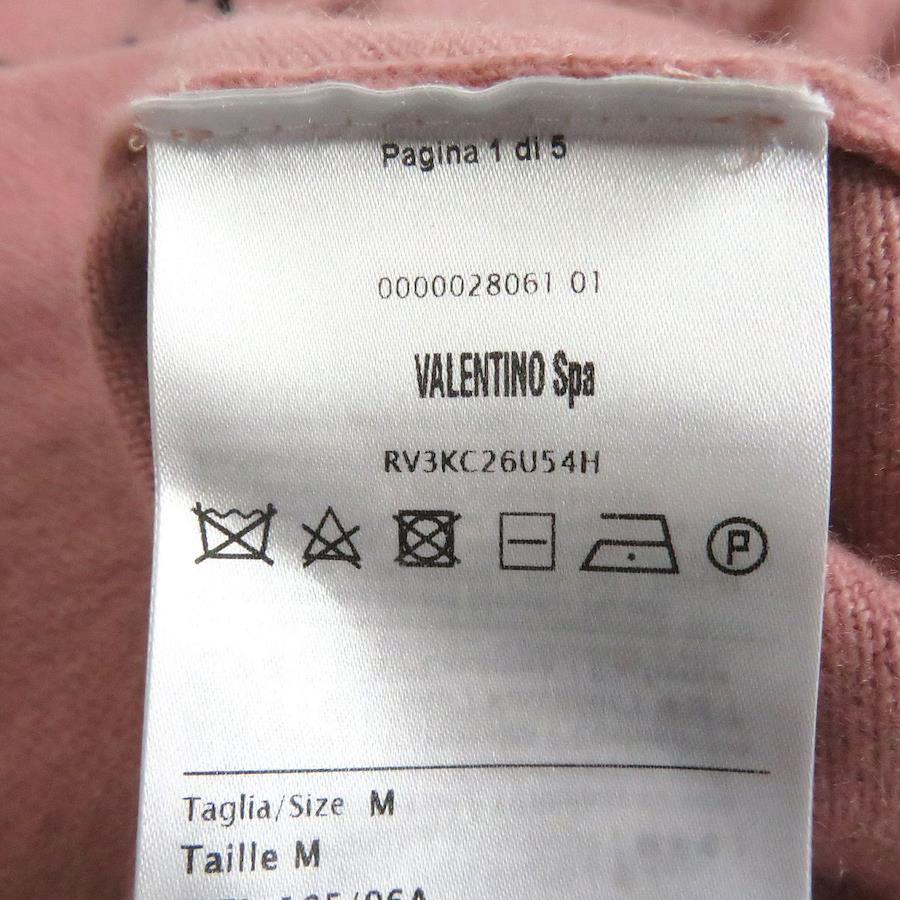 Pagina 1 di 5
0000028061 01
VALENTINO Spa
RV3KC26U54H
P
Taglia/Size M
Taille M